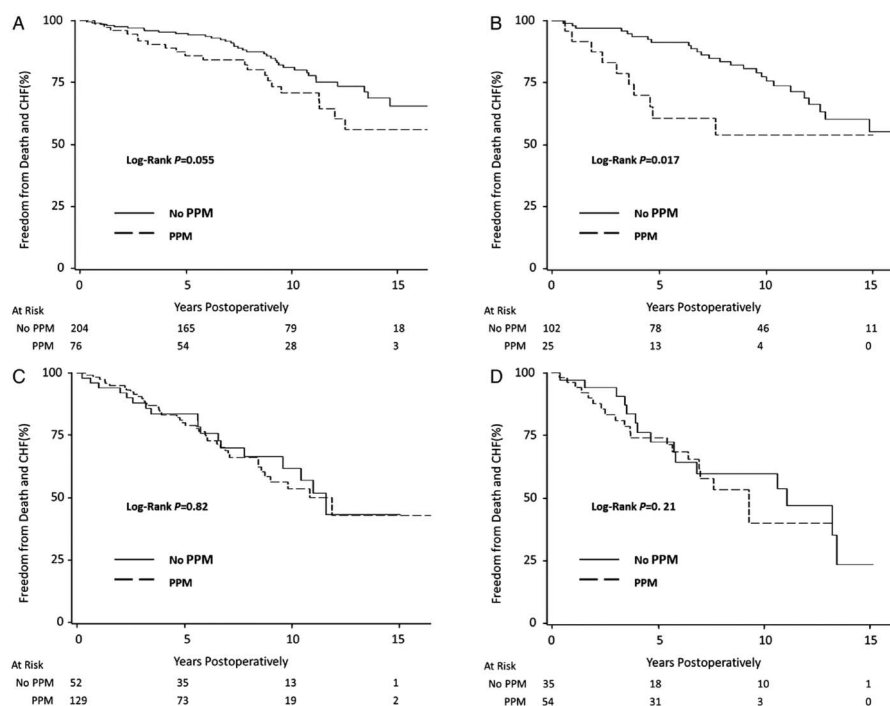 A
Freedom from Death and CHF(%)
100
75
50
25
0
Log-Rank P=0.055
No PPM
PPM
0 5 10 15
Years Postoperatively
At Risk
No PPM 204 165 79 18
PPM 76 54 28 3
B
Freedom from Death and CHF(%)
100
75
50
25
0
Log-Rank P=0.017
No PPM
PPM
0 5 10 15
Years Postoperatively
At Risk
No PPM 102 78 46 11
PPM 25 13 4 0
C
Freedom from Death and CHF(%)
100
75
50
25
0
Log-Rank P=0.82
No PPM
PPM
0 5 10 15
Years Postoperatively
At Risk
No PPM 52 35 13 1
PPM 129 73 19 2
D
Freedom from Death and CHF(%)
100
75
50
25
0
Log-Rank P=0. 21
No PPM
PPM
0 5 10 15
Years Postoperatively
At Risk
No PPM 35 18 10 1
PPM 54 31 3 0